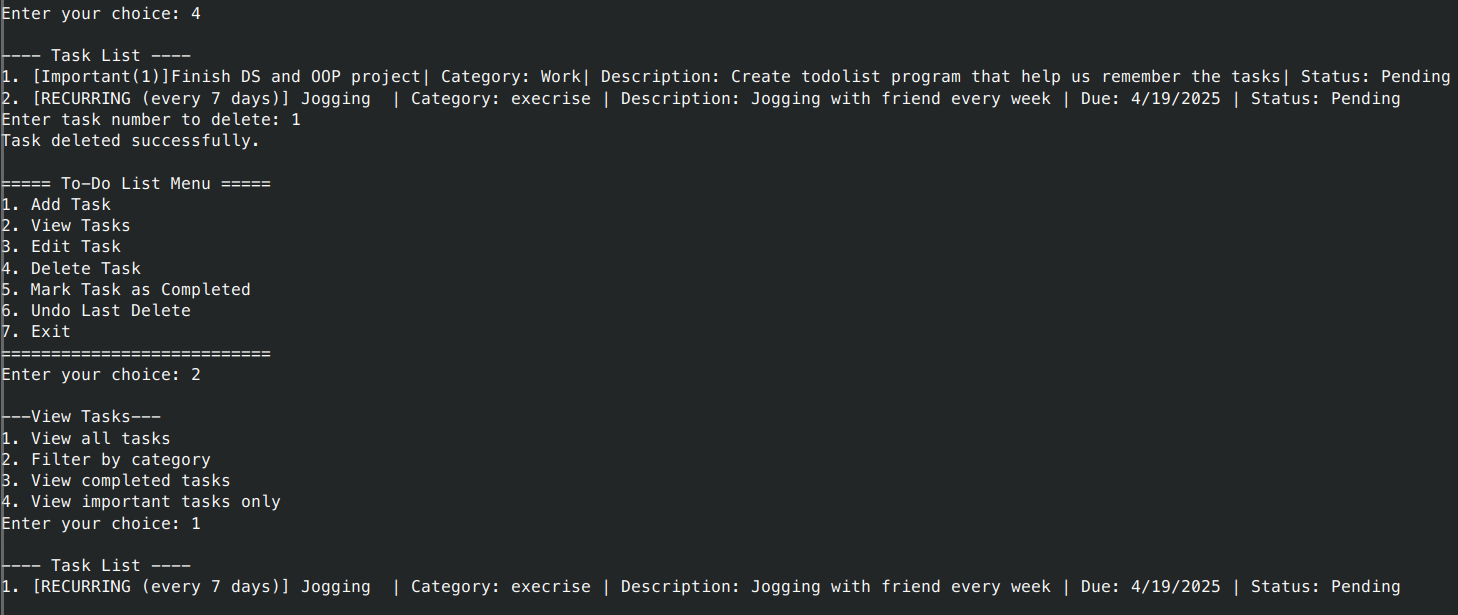 Enter your choice: 4
---- Task List ----
1. [Important(1)]Finish DS and OOP project| Category: Work| Description: Create todolist program that help us remember the tasks| Status: Pending
2. [RECURRING (every 7 days)] Jogging  | Category: execrise | Description: Jogging with friend every week | Due: 4/19/2025 | Status: Pending
Enter task number to delete: 1
Task deleted successfully.
===== To-Do List Menu =====
1. Add Task
2. View Tasks
3. Edit Task
4. Delete Task
5. Mark Task as Completed
6. Undo Last Delete
7. Exit
===========================
Enter your choice: 2
---View Tasks---
1. View all tasks
2. Filter by category
3. View completed tasks
4. View important tasks only
Enter your choice: 1
---- Task List ----
1. [RECURRING (every 7 days)] Jogging  | Category: execrise | Description: Jogging with friend every week | Due: 4/19/2025 | Status: Pending